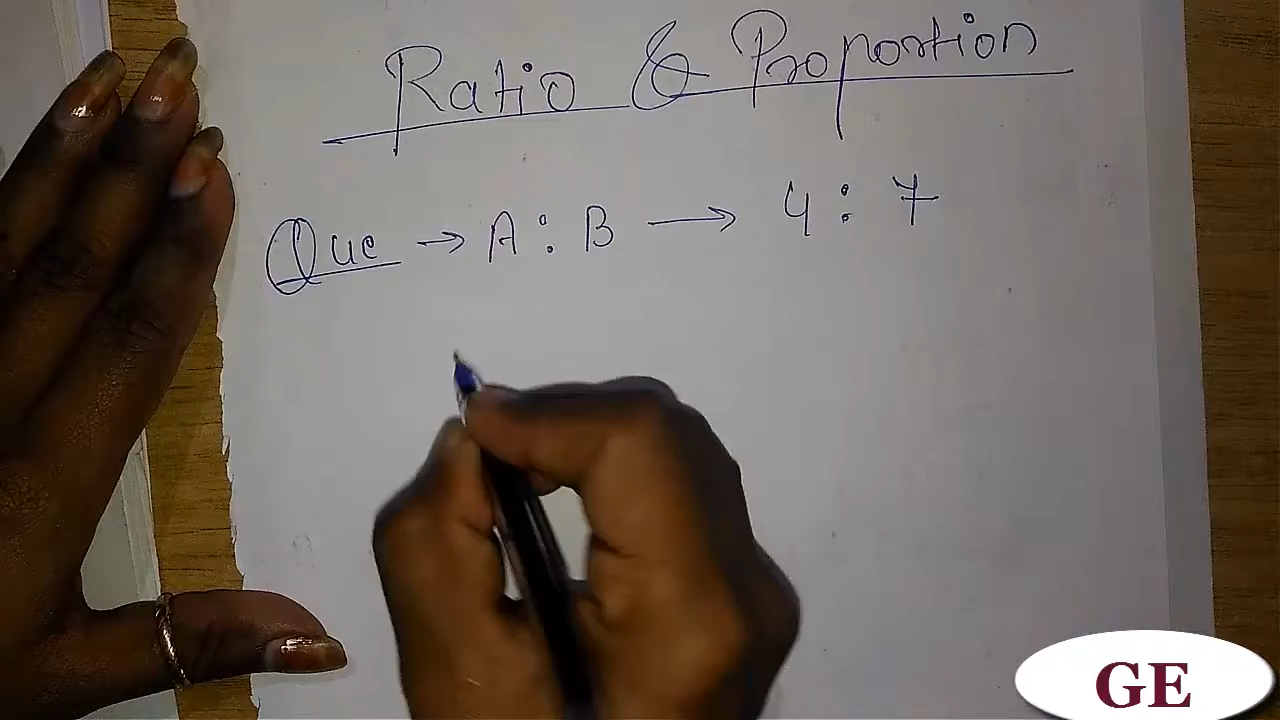 Ratio & Proportion
Que → A : B → 4 : 7
GE